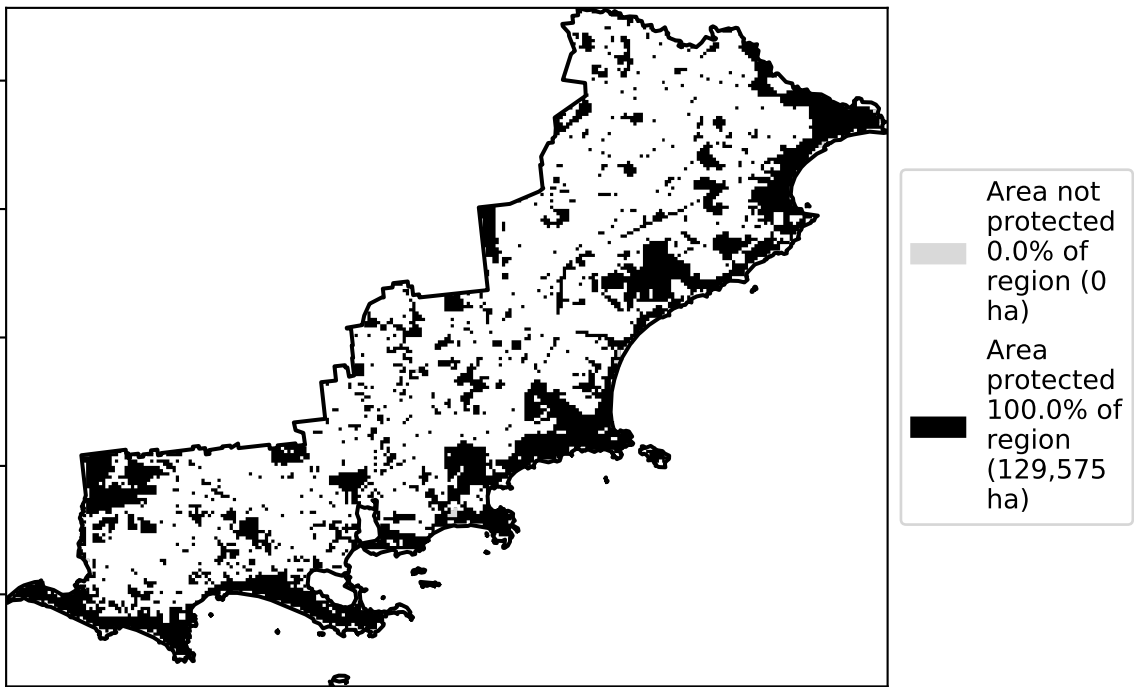 Area not
protected
0.0% of
region (0
ha)
Area
protected
100.0% of
region
(129,575
ha)